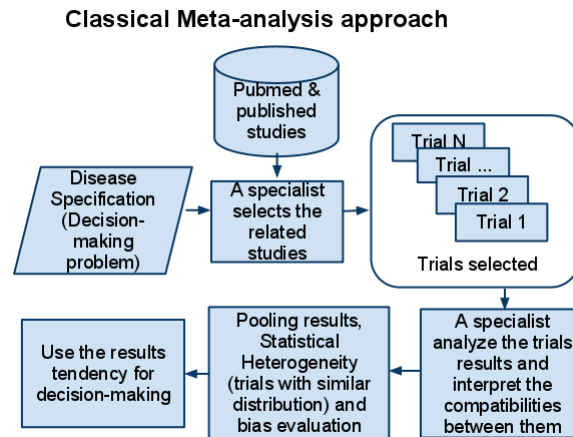 Classical Meta-analysis approach
Pubmed &
published
studies
Disease
Specification
(Decision-
making
problem)
A specialist
selects the
related
studies
Trial N
Trial ...
Trial 2
Trial 1
Trials selected
A specialist
analyze the trials
results and
interpret the
compatibilities
between them
Pooling results,
Statistical
Heterogeneity
(trials with similar
distribution) and
bias evaluation
Use the results
tendency for
decision-making